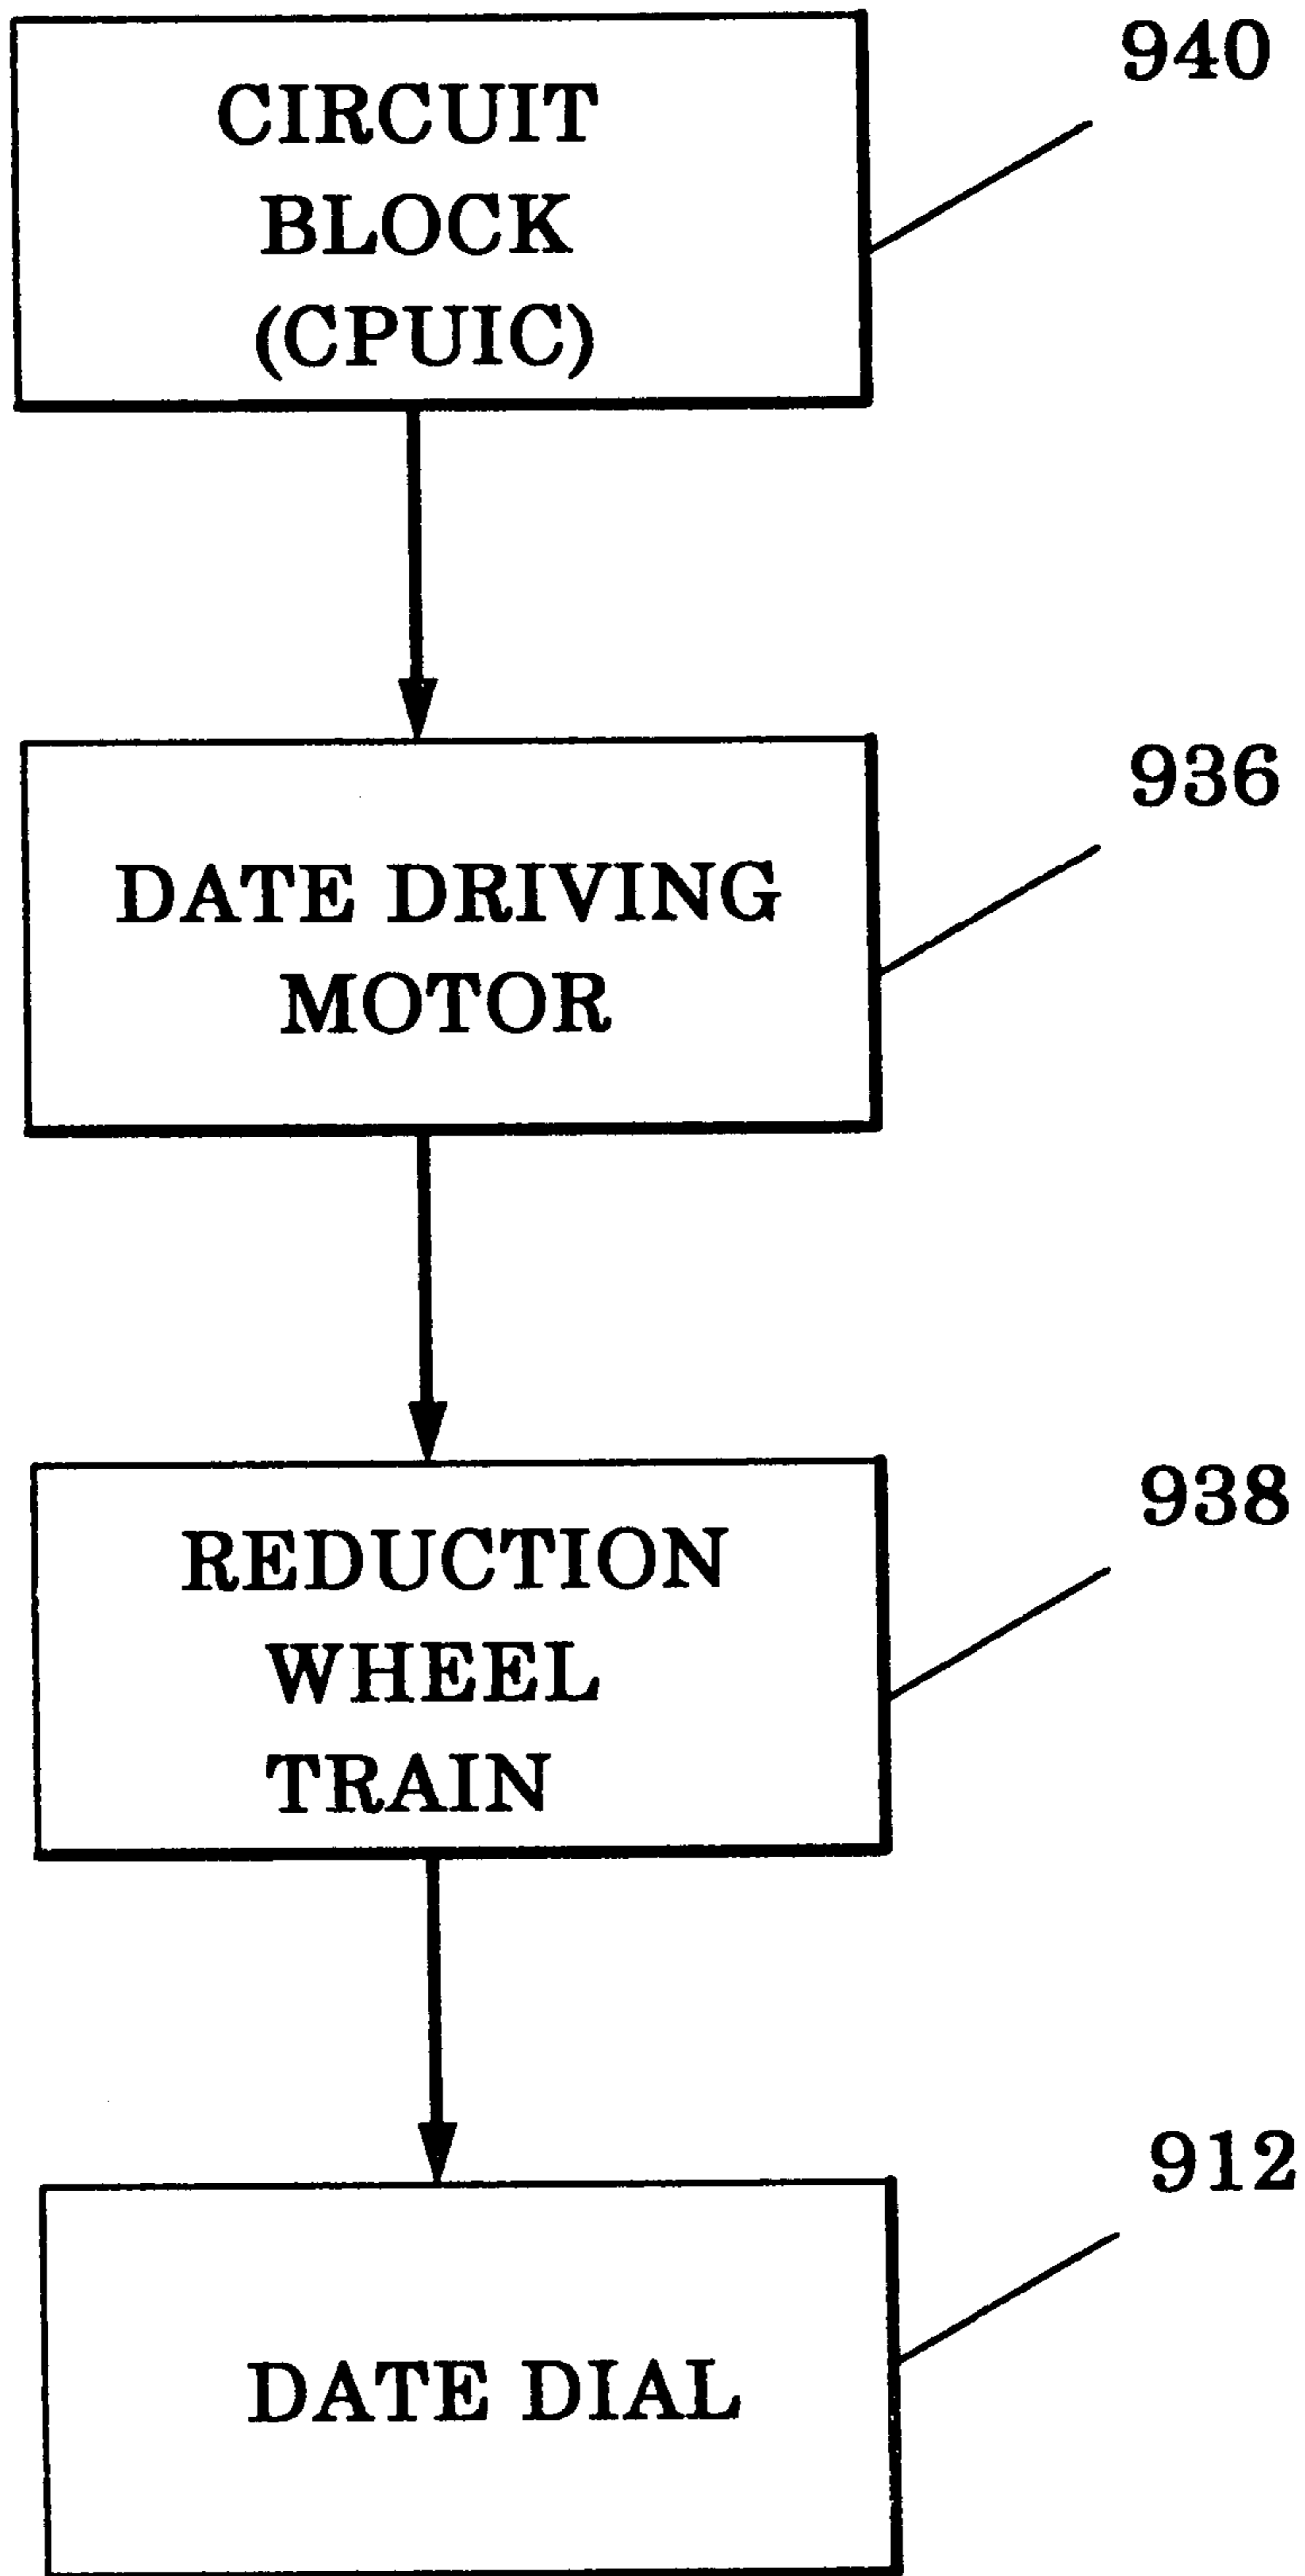 940
CIRCUIT
BLOCK
(CPUIC)
936
DATE DRIVING
MOTOR
938
REDUCTION
WHEEL
TRAIN
912
DATE DIAL